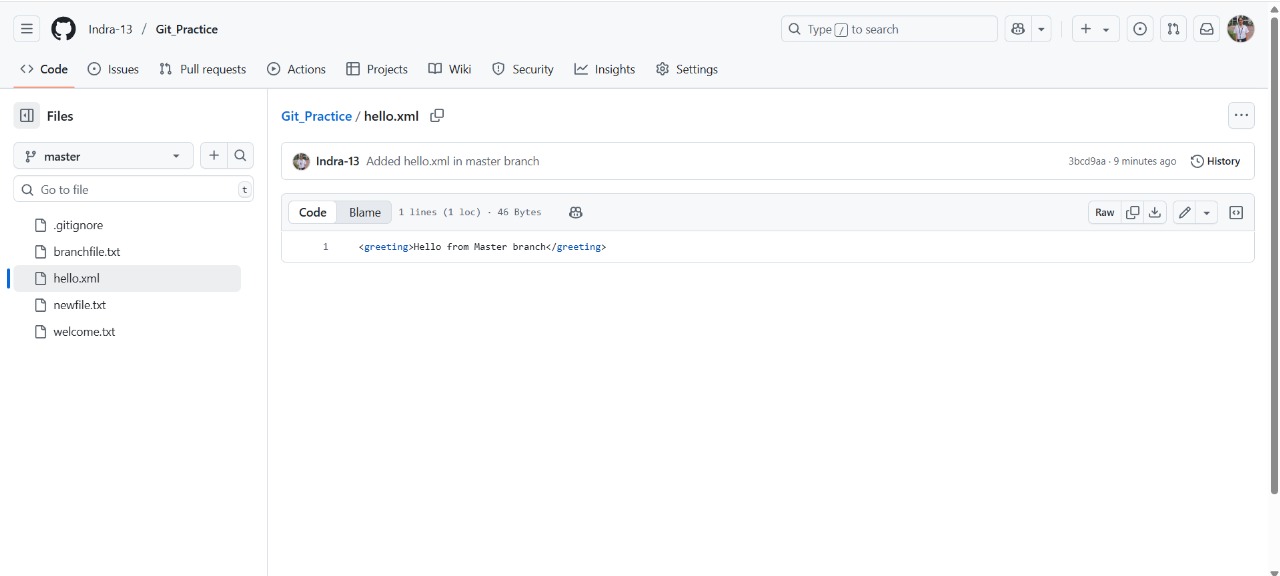 Indra-13 / Git_Practice
Type / to search
Code Issues Pull requests Actions Projects Wiki Security Insights Settings
Files
master
Go to file
t
.gitignore
branchfile.txt
hello.xml
newfile.txt
welcome.txt
Git_Practice / hello.xml
Indra-13 Added hello.xml in master branch 3bcd9aa · 9 minutes ago History
Code Blame 1 lines (1 loc) · 46 Bytes Raw
1 <greeting>Hello from Master branch</greeting>